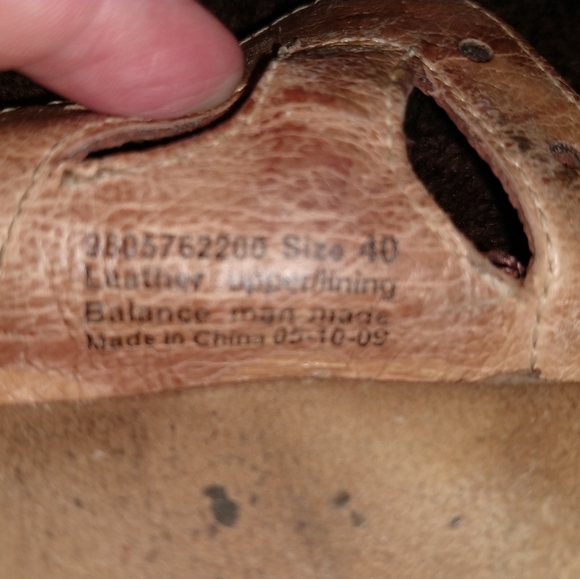 9805762200 Size 40
Leather upper/lining
Balance man made
Made in China 05-10-09